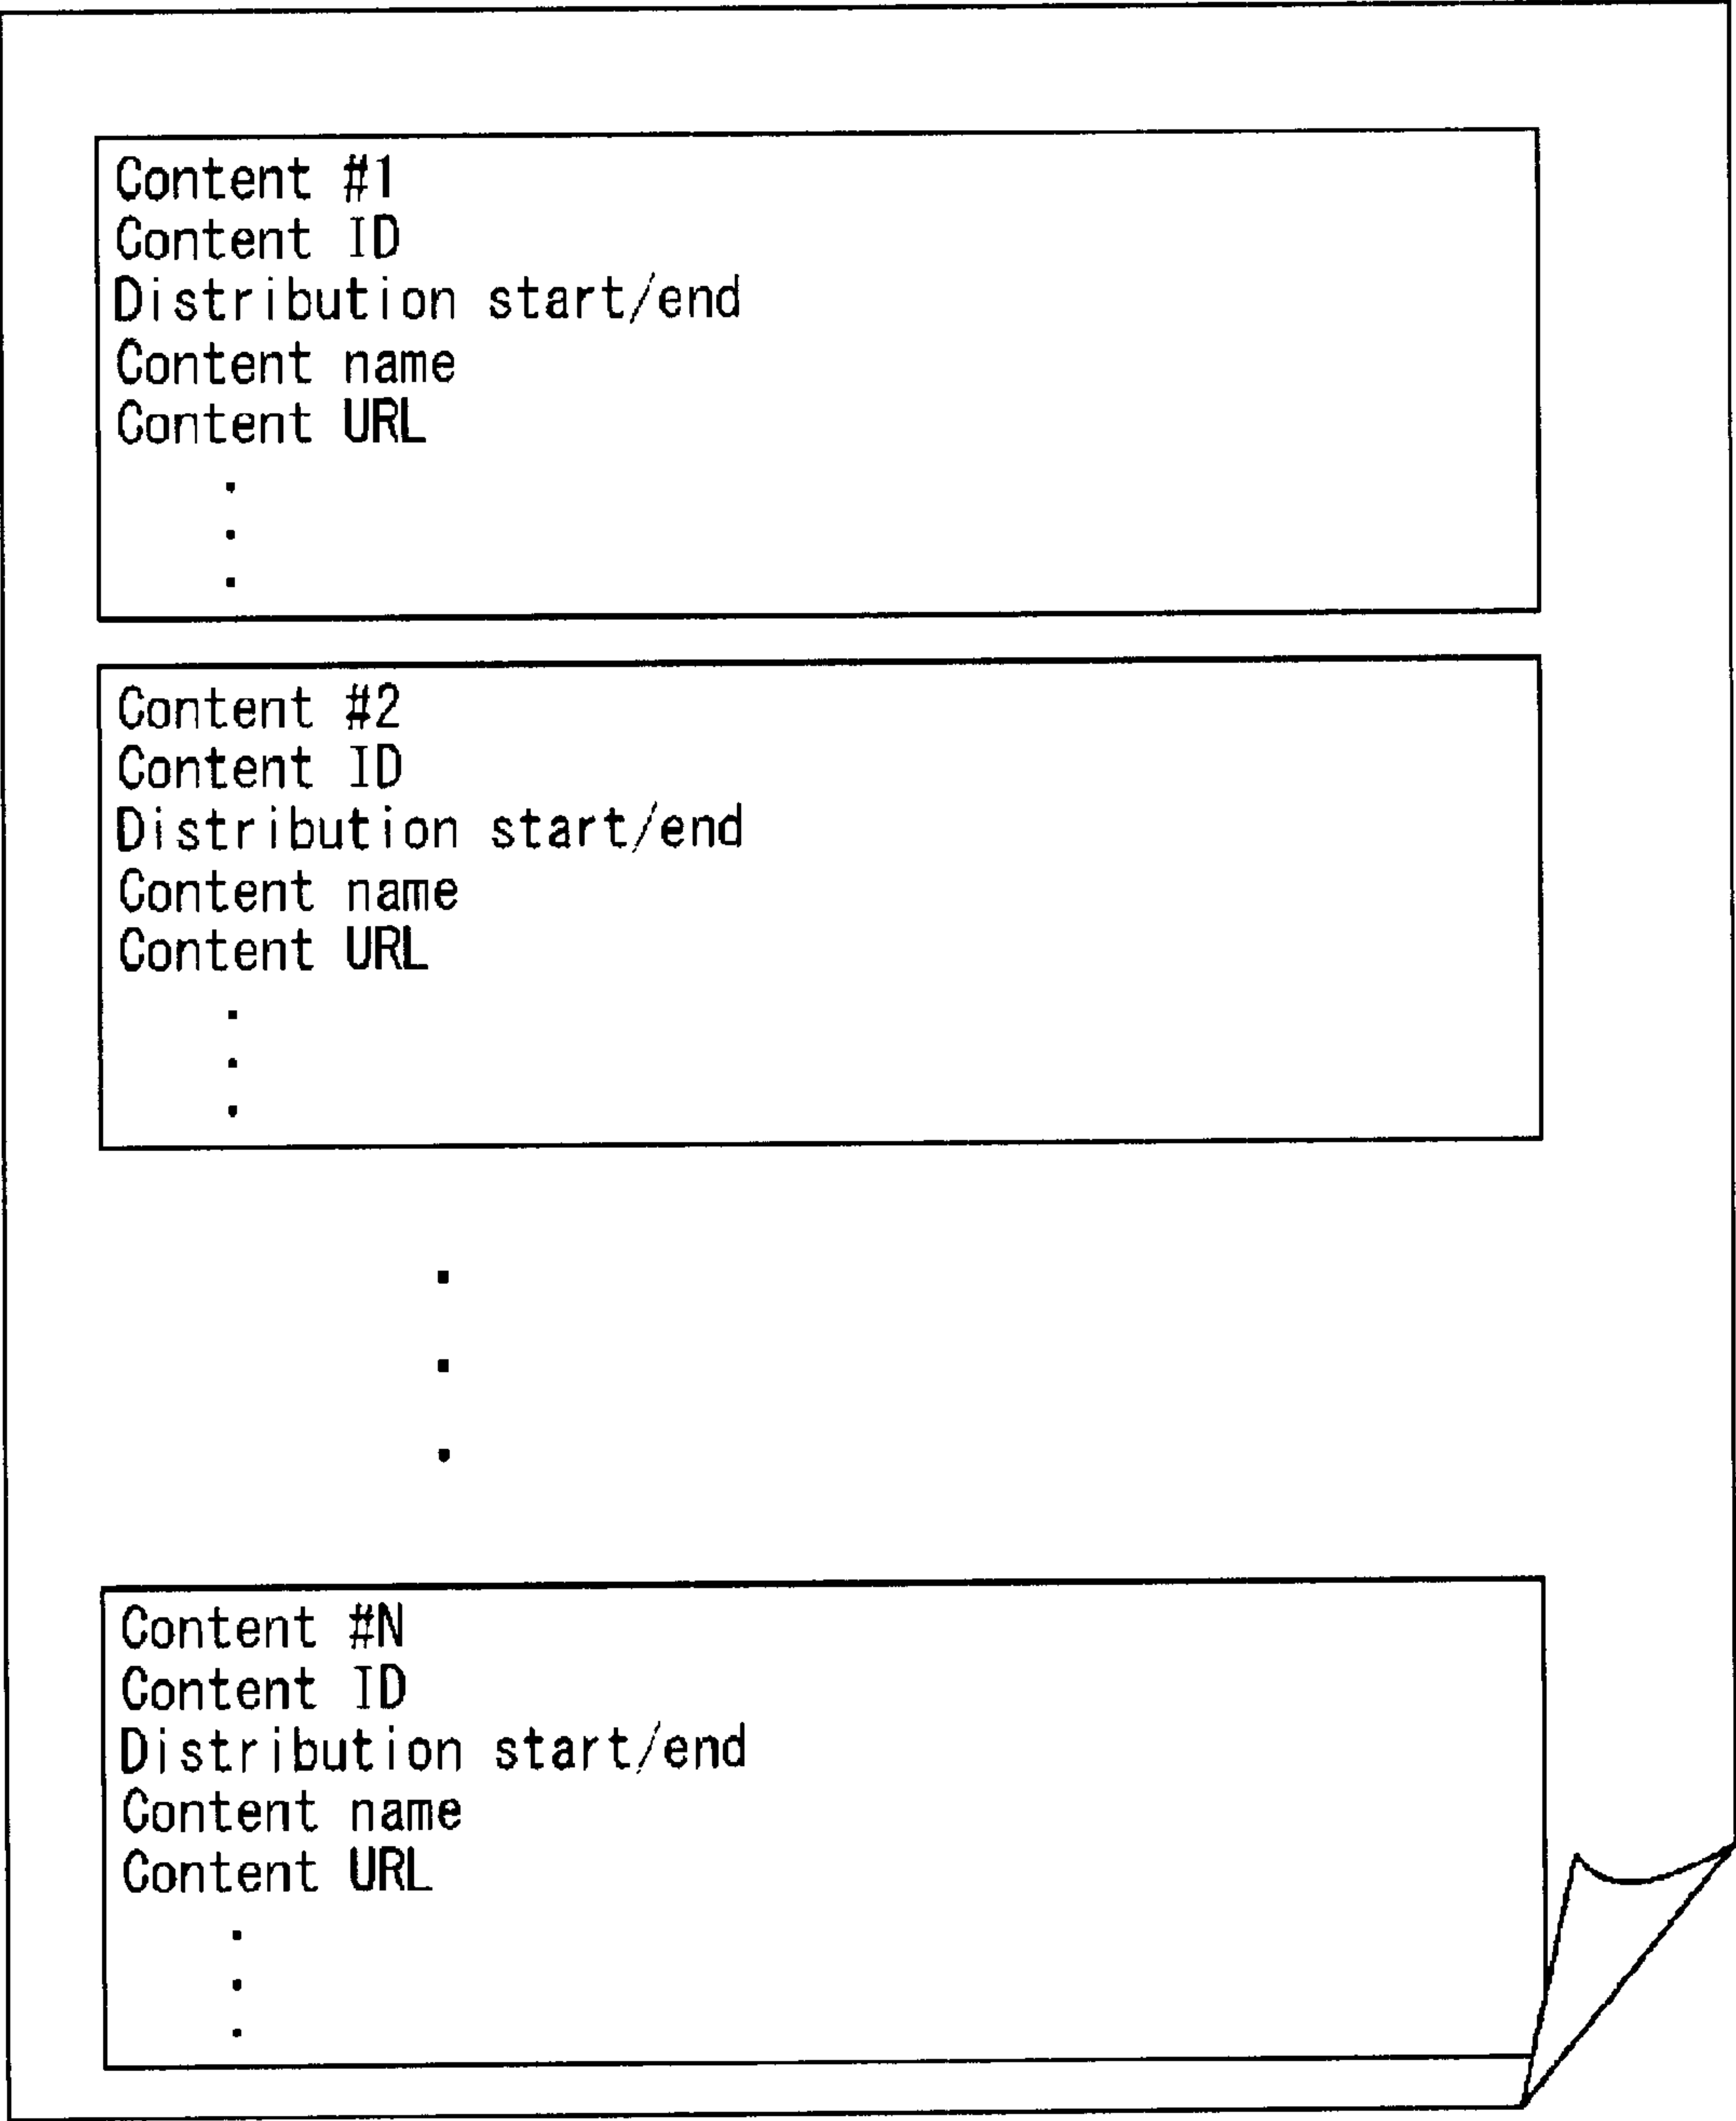 Content #1
Content ID
Distribution start/end
Content name
Content URL
.
.
.
Content #2
Content ID
Distribution start/end
Content name
Content URL
.
.
.
.
.
.
Content #N
Content ID
Distribution start/end
Content name
Content URL
.
.
.